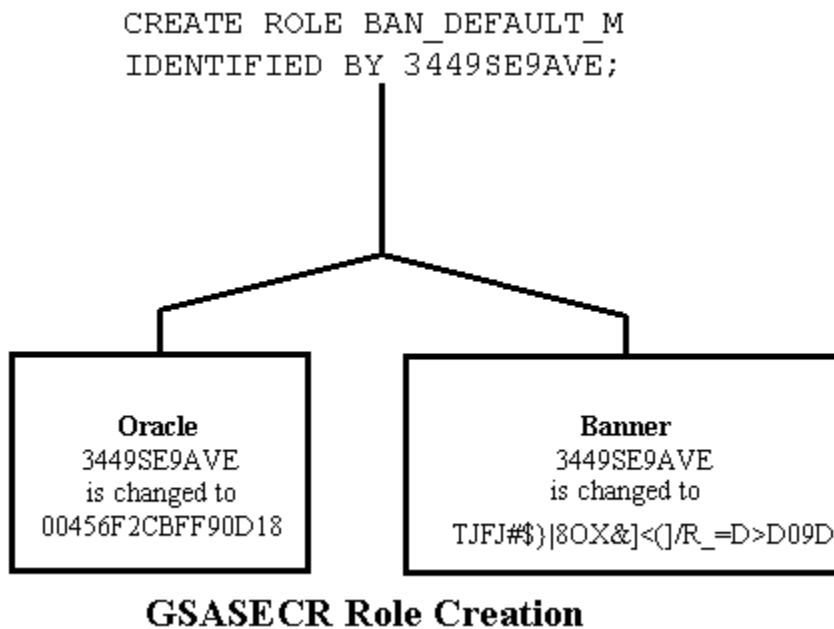 CREATE ROLE BAN_DEFAULT_M
IDENTIFIED BY 3449SE9AVE;
Oracle
3449SE9AVE
is changed to
00456F2CBFF90D18
Banner
3449SE9AVE
is changed to
TJFJ#$}|8OX&]<(]/R_=D>D09D
GSASECR Role Creation